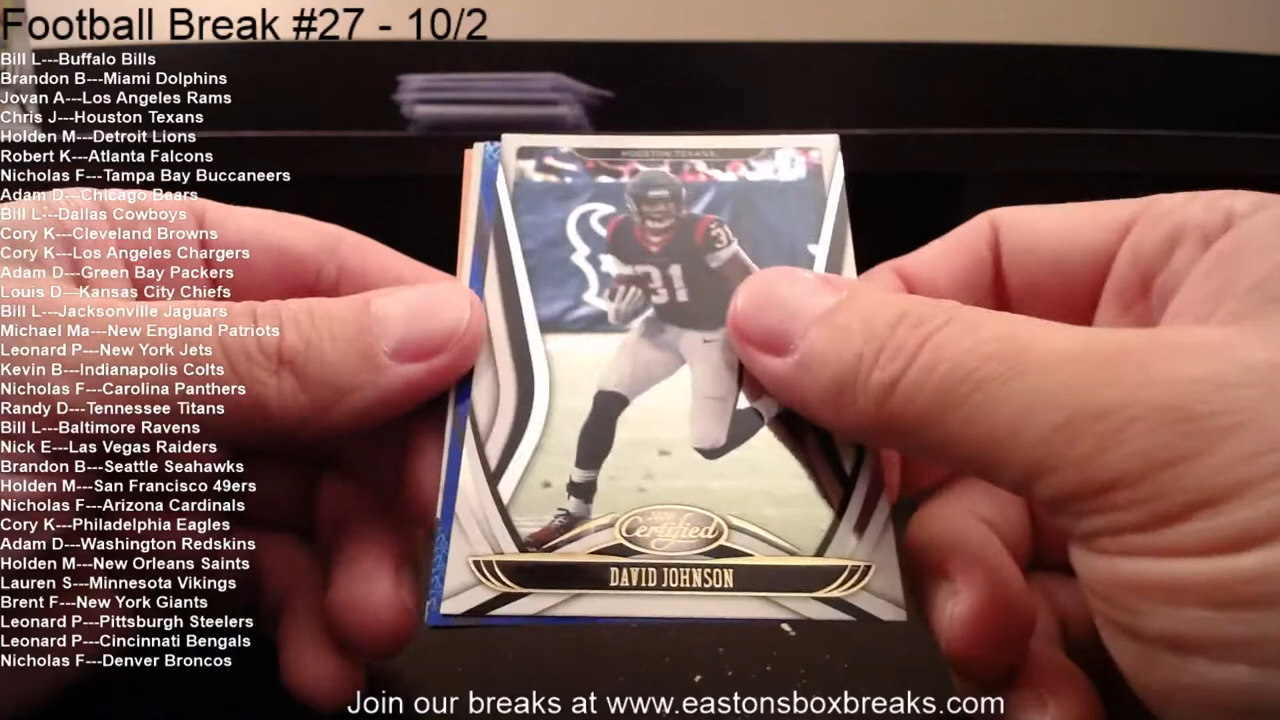 Football Break #27 - 10/2
Bill L---Buffalo Bills
Brandon B---Miami Dolphins
Jovan A---Los Angeles Rams
Chris J---Houston Texans
Holden M---Detroit Lions
Robert K---Atlanta Falcons
Nicholas F---Tampa Bay Buccaneers
Adam D---Chicago Bears
Bill L---Dallas Cowboys
Cory K---Cleveland Browns
Cory K---Los Angeles Chargers
Adam D---Green Bay Packers
Louis D---Kansas City Chiefs
Bill L---Jacksonville Jaguars
Michael Ma---New England Patriots
Leonard P---New York Jets
Kevin B---Indianapolis Colts
Nicholas F---Carolina Panthers
Randy D---Tennessee Titans
Bill L---Baltimore Ravens
Nick E---Las Vegas Raiders
Brandon B---Seattle Seahawks
Holden M---San Francisco 49ers
Nicholas F---Arizona Cardinals
Cory K---Philadelphia Eagles
Adam D---Washington Redskins
Holden M---New Orleans Saints
Lauren S---Minnesota Vikings
Brent F---New York Giants
Leonard P---Pittsburgh Steelers
Leonard P---Cincinnati Bengals
Nicholas F---Denver Broncos
HOUSTON TEXANS
31
31
Certified
DAVID JOHNSON
Join our breaks at www.eastonsboxbreaks.com